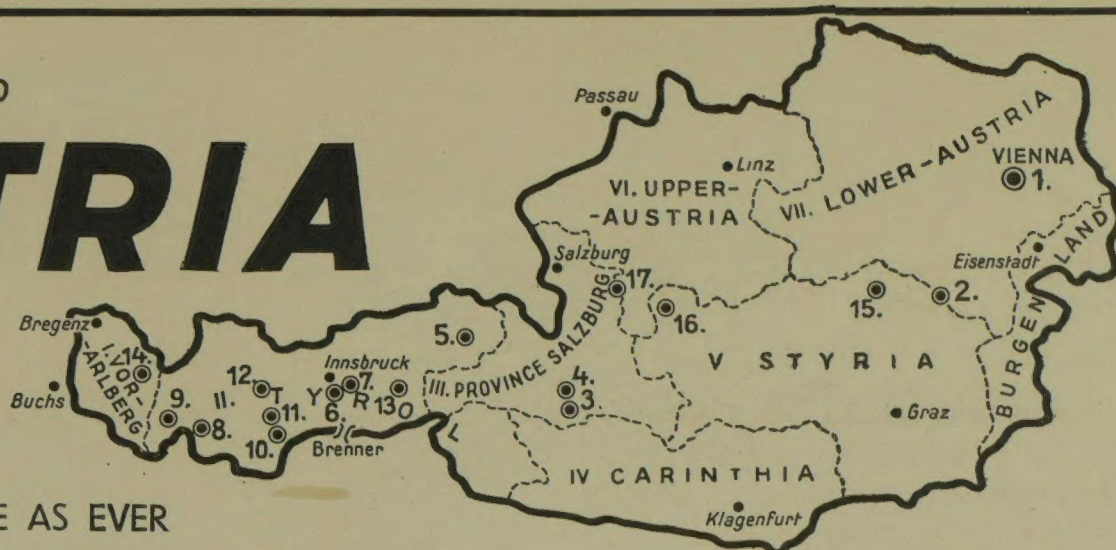 D
TRIA
E AS EVER
Passau
Linz
VI. UPPER-
-AUSTRIA
VII. LOWER-AUSTRIA
VIENNA
1.
Salzburg
Eisenstadt
BURGENLAND
17.
16.
15.
2.
5.
Bregenz
I. VOR-
ARLBERG
14.
Buchs
Innsbruck
III. PROVINCE SALZBURG
V STYRIA
12.
7.
4.
9.
II.
T Y R O L
6.
13
11.
3.
8.
10.
Brenner
Graz
IV CARINTHIA
Klagenfurt